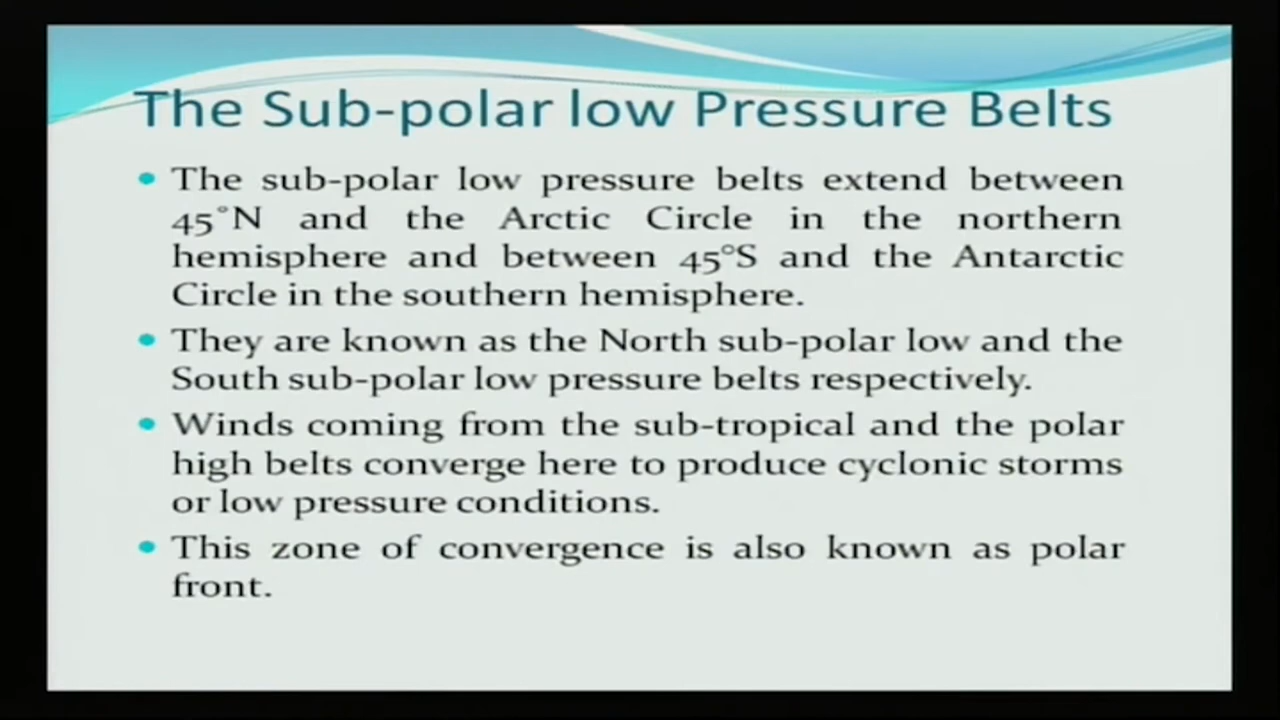 The Sub-polar low Pressure Belts
• The sub-polar low pressure belts extend between
45°N and the Arctic Circle in the northern
hemisphere and between 45°S and the Antarctic
Circle in the southern hemisphere.
• They are known as the North sub-polar low and the
South sub-polar low pressure belts respectively.
• Winds coming from the sub-tropical and the polar
high belts converge here to produce cyclonic storms
or low pressure conditions.
• This zone of convergence is also known as polar
front.